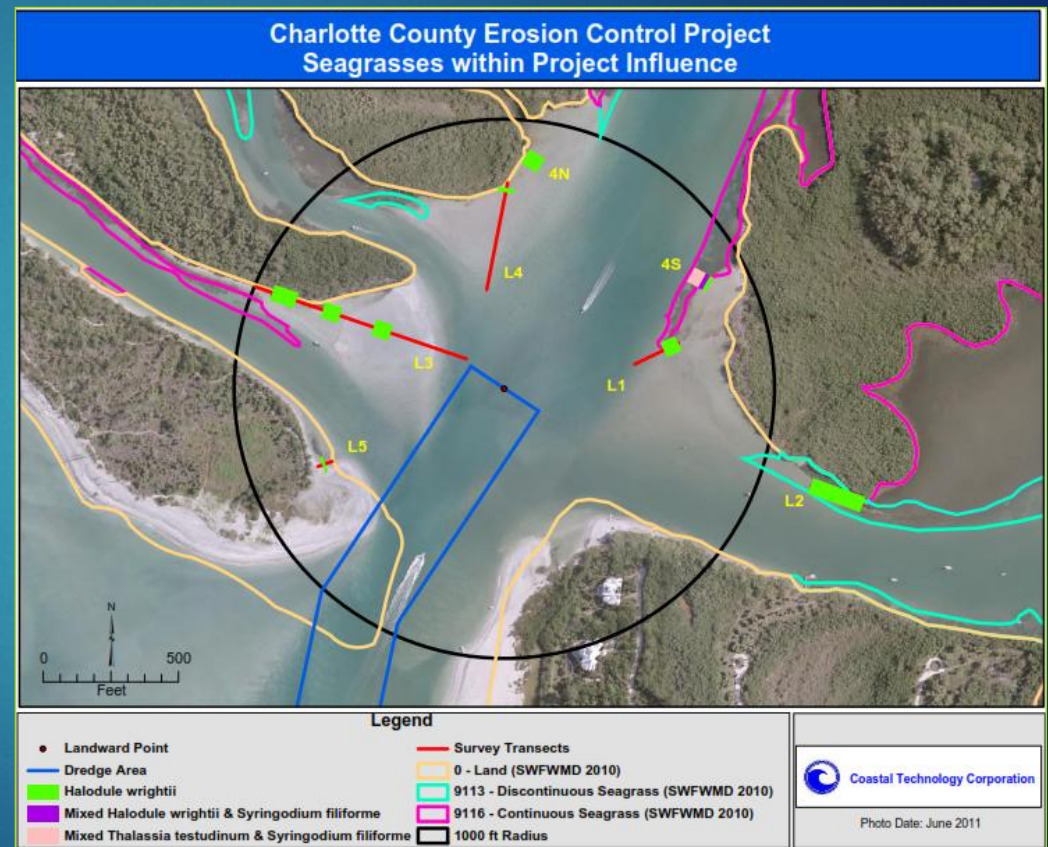 Charlotte County Erosion Control Project
Seagrasses within Project Influence
4N
L4
4S
L3
L1
L5
L2
N
0 500
Feet
Legend
Landward Point
Dredge Area
Halodule wrightii
Mixed Halodule wrightii & Syringodium filiforme
Mixed Thalassia testudinum & Syringodium filiforme
Survey Transects
0 - Land (SWFWMD 2010)
9113 - Discontinuous Seagrass (SWFWMD 2010)
9116 - Continuous Seagrass (SWFWMD 2010)
1000 ft Radius
Coastal Technology Corporation
Photo Date: June 2011